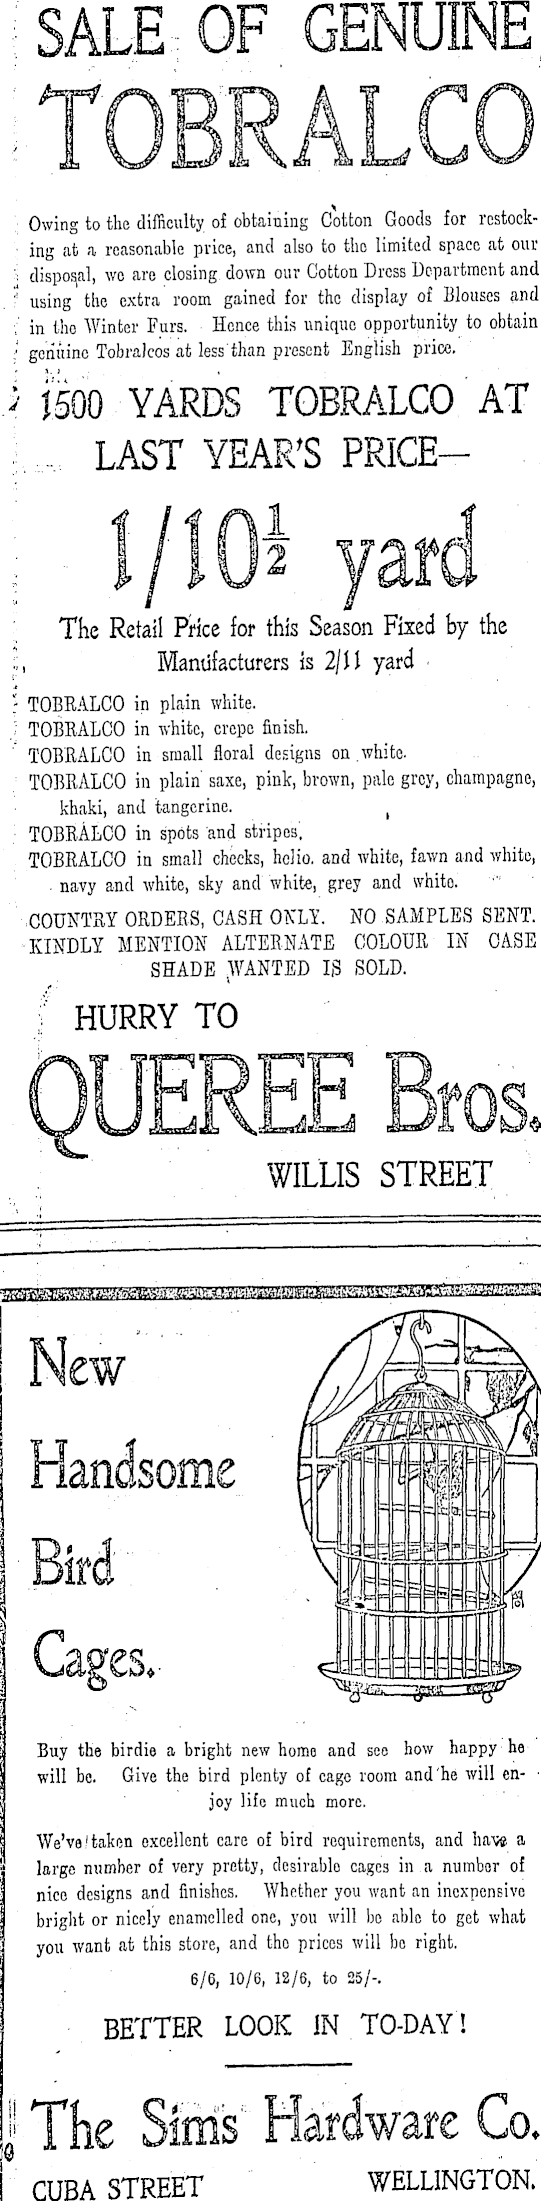 SALE OF GENUINE
TOBRALCO
Owing to the difficulty of obtaining Cotton Goods for restock-
ing at a reasonable price, and also to the limited space at our
disposal, we are closing down our Cotton Dress Department and
using the extra room gained for the display of Blouses and
in the Winter Furs. Hence this unique opportunity to obtain
genuine Tobralcos at less than present English price.
1500 YARDS TOBRALCO AT
LAST YEAR'S PRICE—
1/10½ yard
The Retail Price for this Season Fixed by the
Manufacturers is 2/11 yard
TOBRALCO in plain white.
TOBRALCO in white, crepe finish.
TOBRALCO in small floral designs on white.
TOBRALCO in plain saxe, pink, brown, pale grey, champagne,
khaki, and tangerine.
TOBRALCO in spots and stripes.
TOBRALCO in small checks, helio. and white, fawn and white,
navy and white, sky and white, grey and white.
COUNTRY ORDERS, CASH ONLY. NO SAMPLES SENT.
KINDLY MENTION ALTERNATE COLOUR IN CASE
SHADE WANTED IS SOLD.
HURRY TO
QUEREE Bros.
WILLIS STREET
New
Handsome
Bird
Cages.
Buy the birdie a bright new home and see how happy he
will be. Give the bird plenty of cage room and he will en-
joy life much more.
We've taken excellent care of bird requirements, and have a
large number of very pretty, desirable cages in a number of
nice designs and finishes. Whether you want an inexpensive
bright or nicely enamelled one, you will be able to get what
you want at this store, and the prices will be right.
6/6, 10/6, 12/6, to 25/-.
BETTER LOOK IN TO-DAY!
The Sims Hardware Co.
CUBA STREET WELLINGTON.